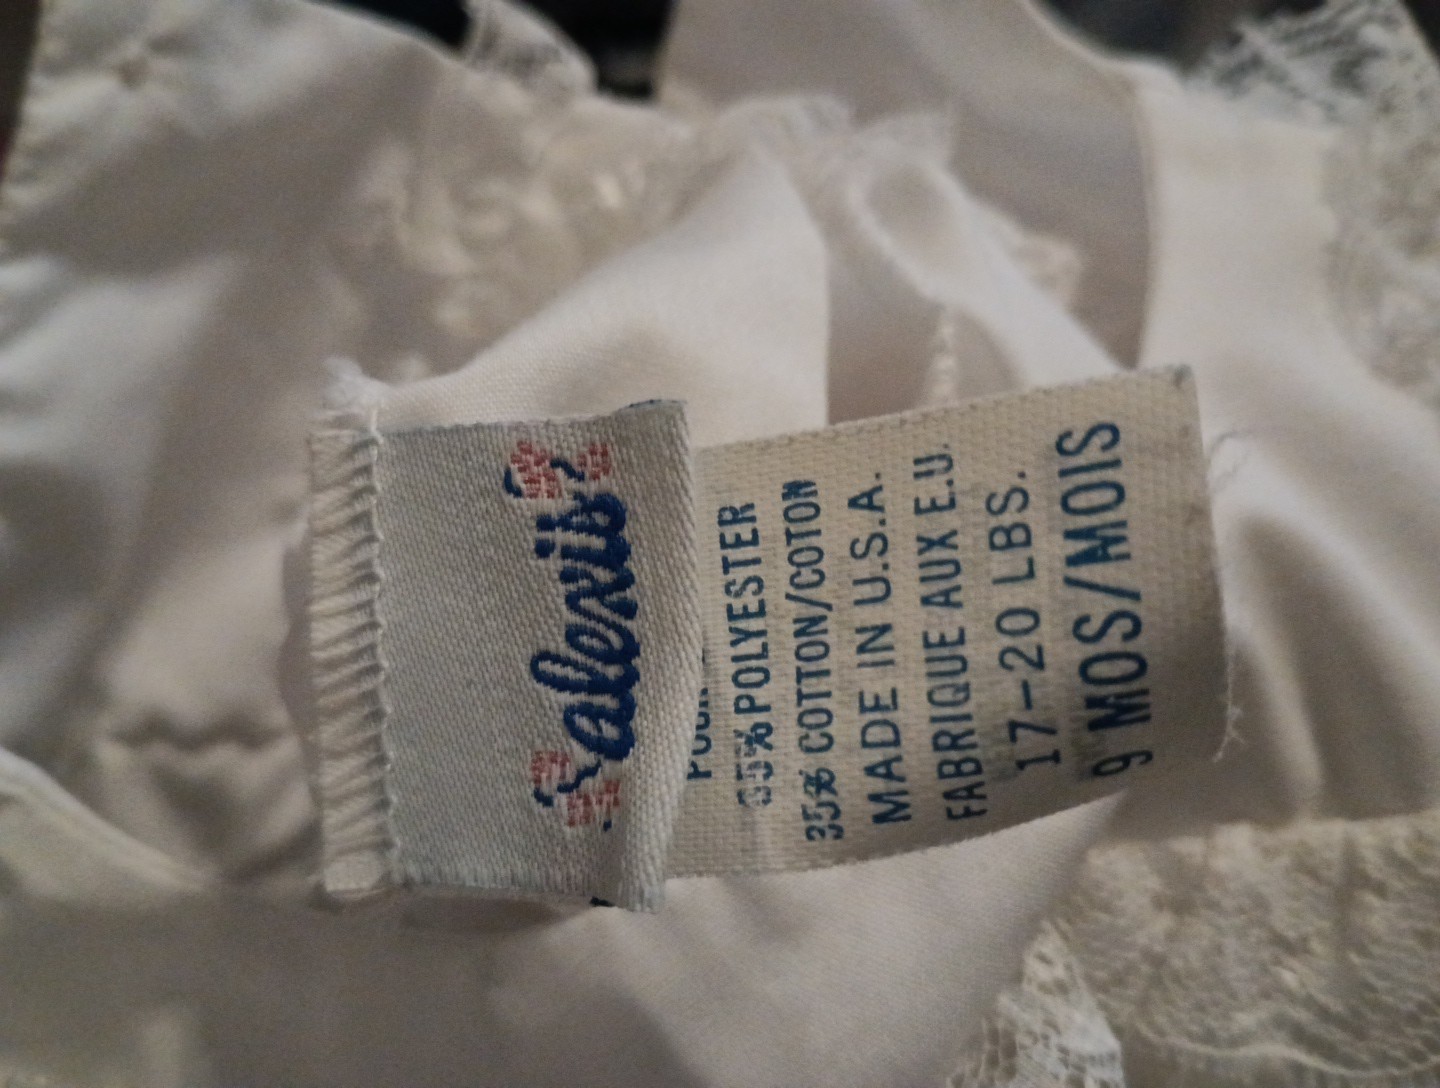 alexis
65% POLYESTER
35% COTTON/COTON
MADE IN U.S.A.
FABRIQUE AUX E.U.
17-20 LBS.
9 MOS/MOIS